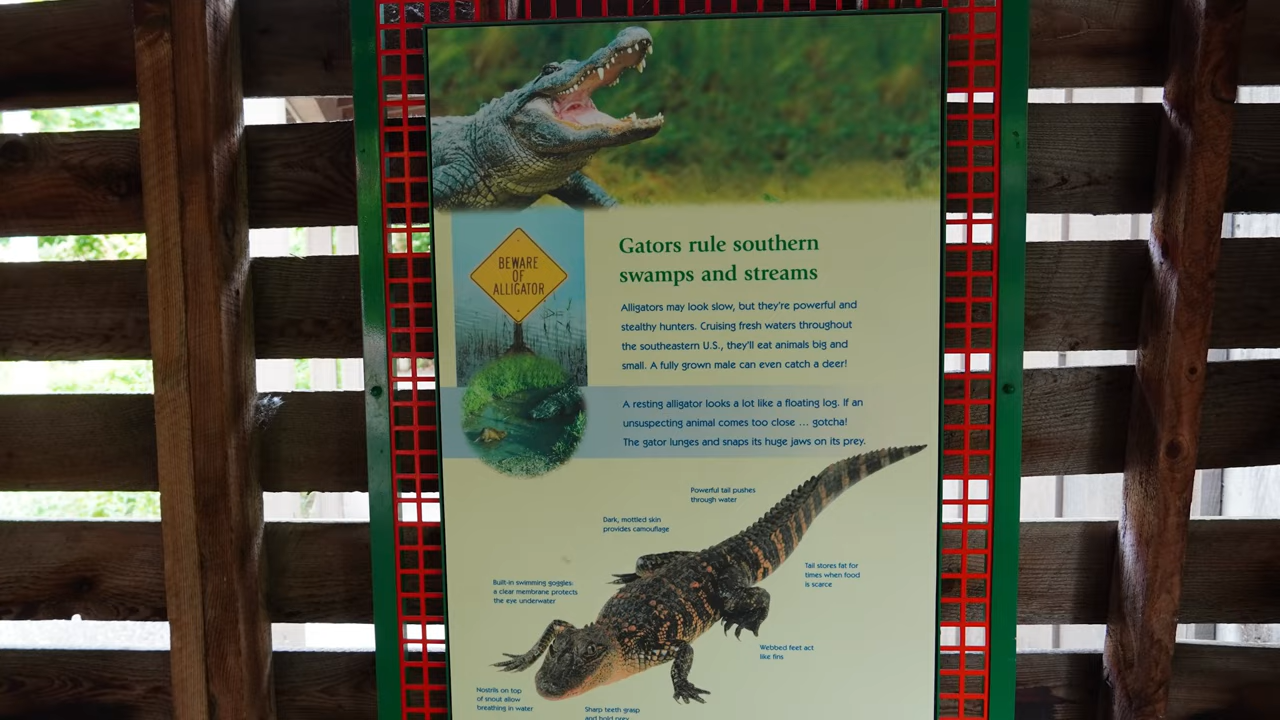 BEWARE
OF
ALLIGATOR
Gators rule southern
swamps and streams
Alligators may look slow, but they're powerful and
stealthy hunters. Cruising fresh waters throughout
the southeastern U.S., they'll eat animals big and
small. A fully grown male can even catch a deer!
A resting alligator looks a lot like a floating log. If an
unsuspecting animal comes too close ... gotcha!
The gator lunges and snaps its huge jaws on its prey.
Powerful tail pushes
through water
Dark, mottled skin
provides camouflage
Tail stores fat for
times when food
is scarce
Built-in swimming goggles:
a clear membrane protects
the eye underwater
Webbed feet act
like fins
Nostrils on top
of snout allow
breathing in water
Sharp teeth grasp
and hold prey